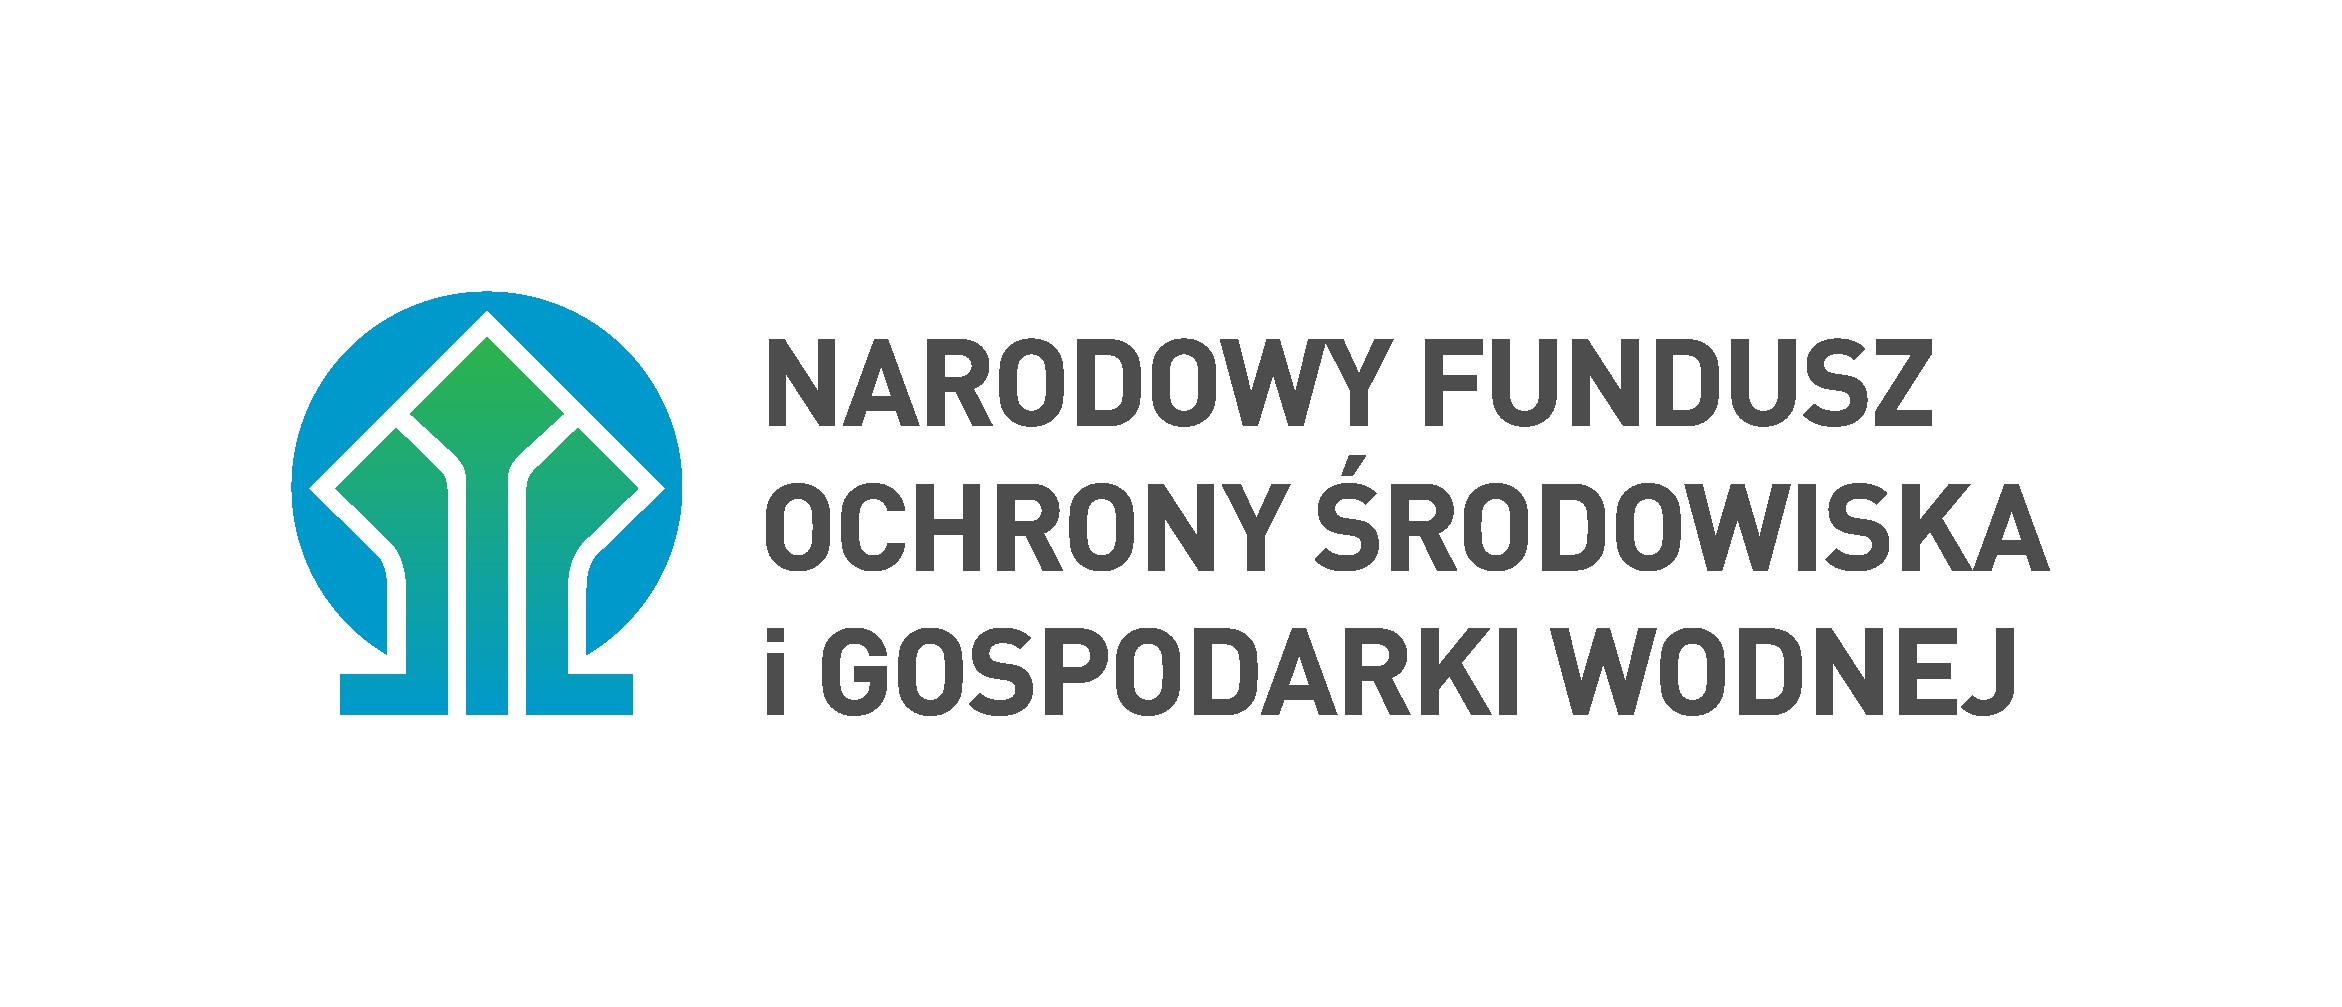 NARODOWY FUNDUSZ
OCHRONY ŚRODOWISKA
i GOSPODARKI WODNEJ